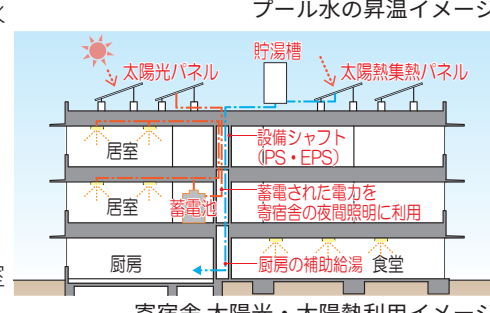 プール水の昇温イメージ
貯湯槽
太陽光パネル
太陽熱集熱パネル
設備シャフト
(IPS・EPS)
居室
蓄電された電力を
寄宿舎の夜間照明に利用
居室
蓄電池
厨房
厨房の補助給湯
食堂
寄宿舎 太陽光・太陽熱利用イメージ